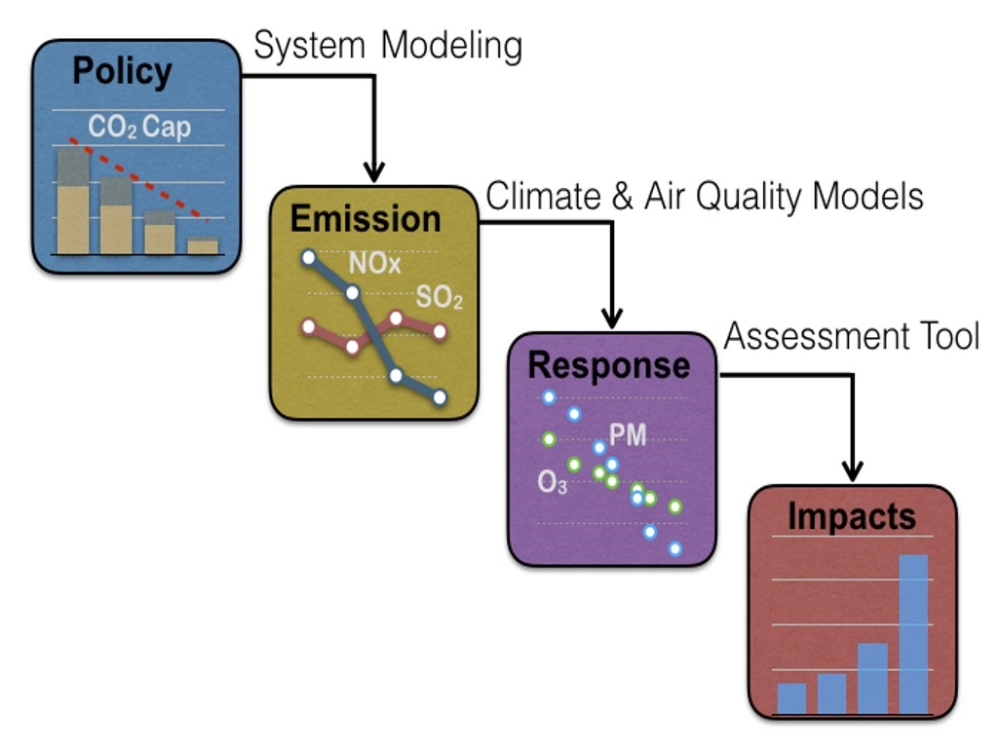 System Modeling
Policy
CO₂ Cap
Climate & Air Quality Models
Emission
NOx
SO₂
Assessment Tool
Response
PM
O₃
Impacts